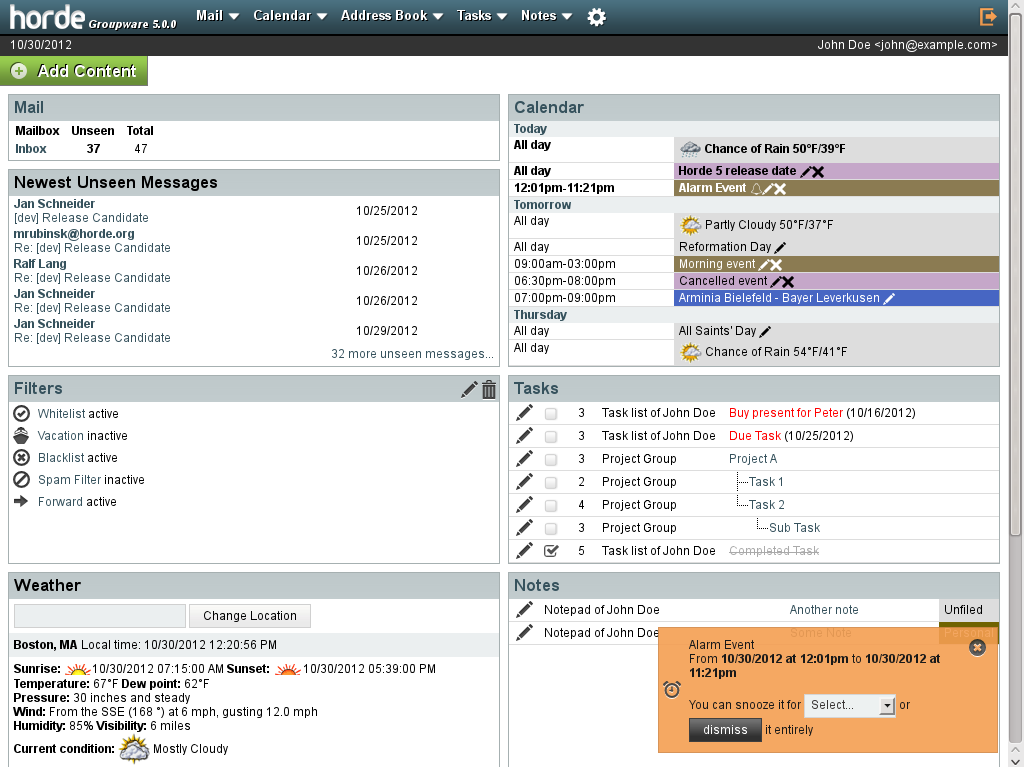 horde Groupware 5.0.0 Mail Calendar Address Book Tasks Notes
10/30/2012 John Doe <john@example.com>
Add Content
Mail
Mailbox Unseen Total
Inbox 37 47
Newest Unseen Messages
Jan Schneider
[dev] Release Candidate 10/25/2012
mrubinsk@horde.org
Re: [dev] Release Candidate 10/25/2012
Ralf Lang
Re: [dev] Release Candidate 10/26/2012
Jan Schneider
Re: [dev] Release Candidate 10/26/2012
Jan Schneider
Re: [dev] Release Candidate 10/29/2012
32 more unseen messages...
Calendar
Today
All day Chance of Rain 50°F/39°F
All day Horde 5 release date
12:01pm-11:21pm Alarm Event
Tomorrow
All day Partly Cloudy 50°F/37°F
All day Reformation Day
09:00am-03:00pm Morning event
06:30pm-08:00pm Cancelled event
07:00pm-09:00pm Arminia Bielefeld - Bayer Leverkusen
Thursday
All day All Saints' Day
All day Chance of Rain 54°F/41°F
Filters
Whitelist active
Vacation inactive
Blacklist active
Spam Filter inactive
Forward active
Tasks
3 Task list of John Doe Buy present for Peter (10/16/2012)
3 Task list of John Doe Due Task (10/25/2012)
3 Project Group Project A
2 Project Group Task 1
4 Project Group Task 2
3 Project Group Sub Task
5 Task list of John Doe Completed Task
Weather
Change Location
Boston, MA Local time: 10/30/2012 12:20:56 PM
Sunrise: 10/30/2012 07:15:00 AM Sunset: 10/30/2012 05:39:00 PM
Temperature: 67°F Dew point: 62°F
Pressure: 30 inches and steady
Wind: From the SSE (168 °) at 6 mph, gusting 12.0 mph
Humidity: 85% Visibility: 6 miles
Current condition: Mostly Cloudy
Notes
Notepad of John Doe Another note Unfiled
Notepad of John Doe Some Note Personal
Alarm Event
From 10/30/2012 at 12:01pm to 10/30/2012 at
11:21pm
You can snooze it for Select... or
dismiss it entirely